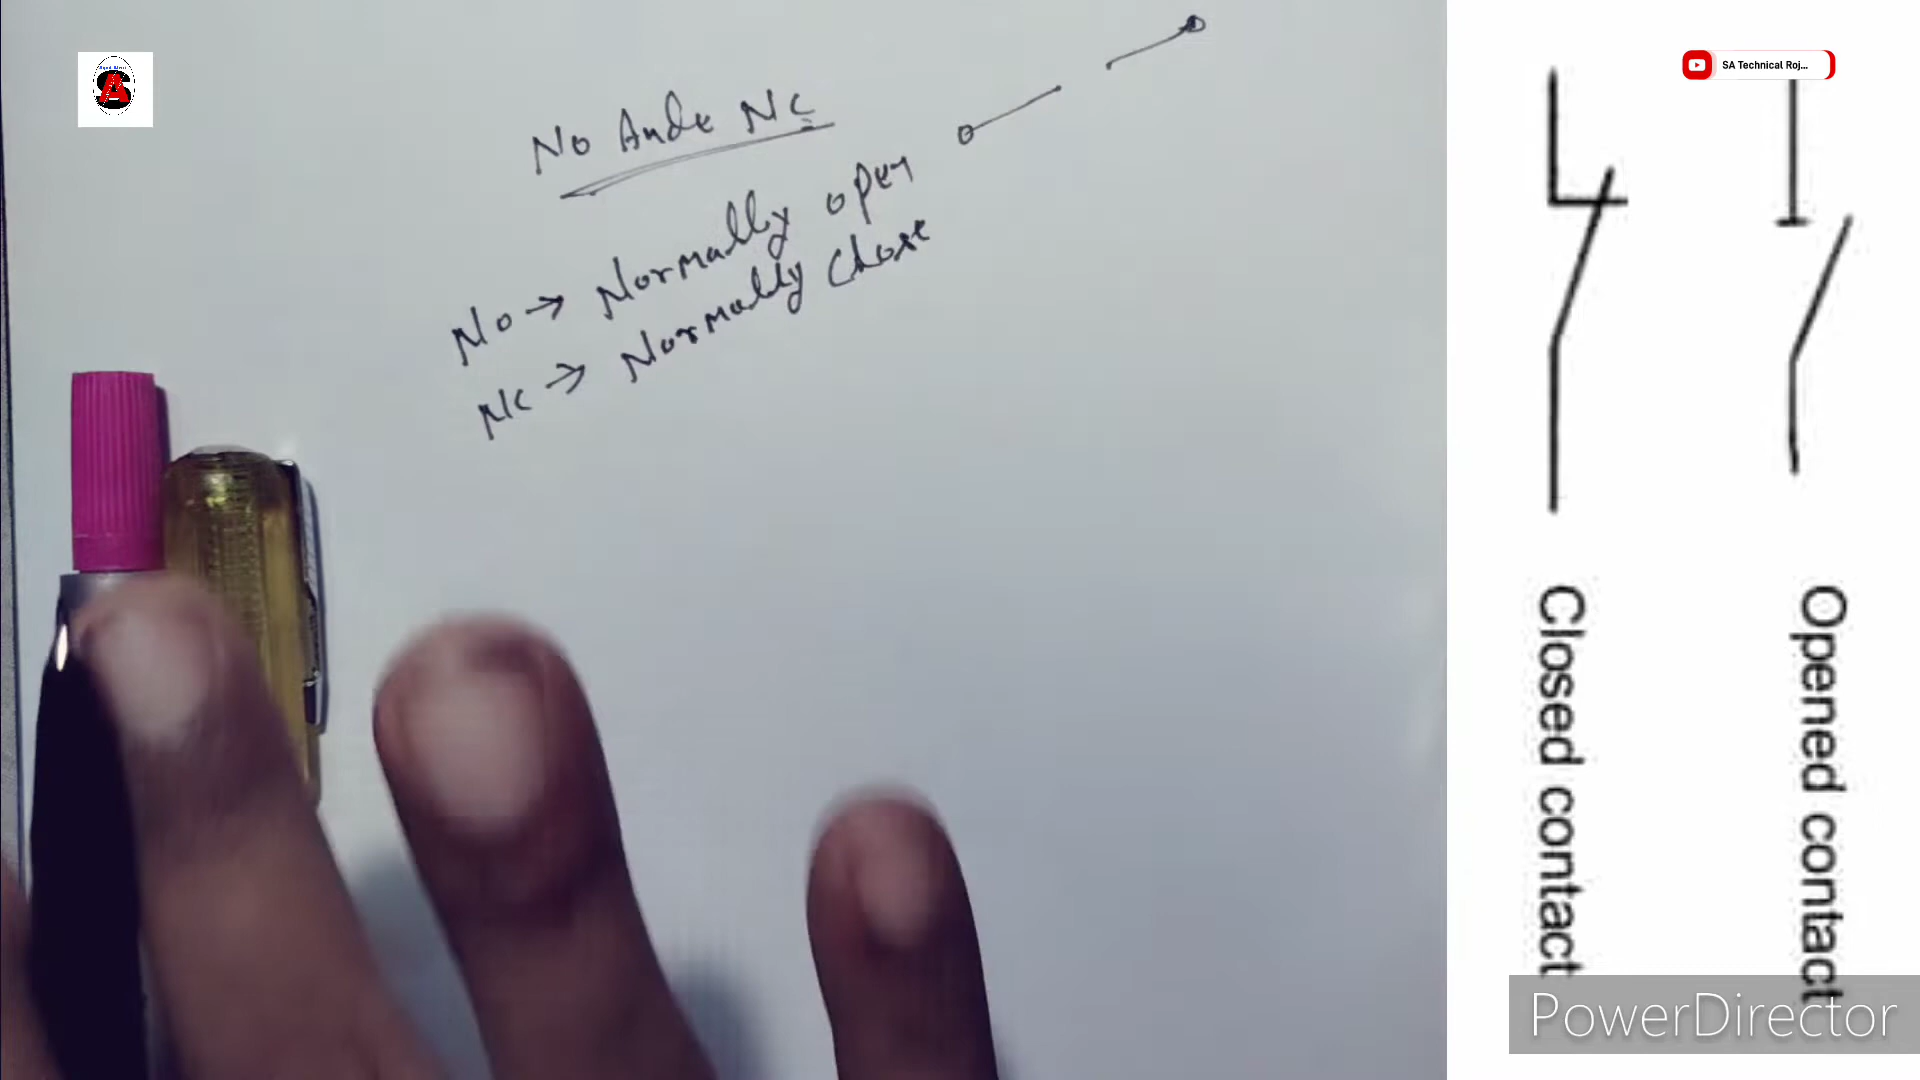 No Ande Nc
No → Normally open
Nc → Normally Close
SA Technical Roj...
Closed contact
Opened contact
PowerDirector